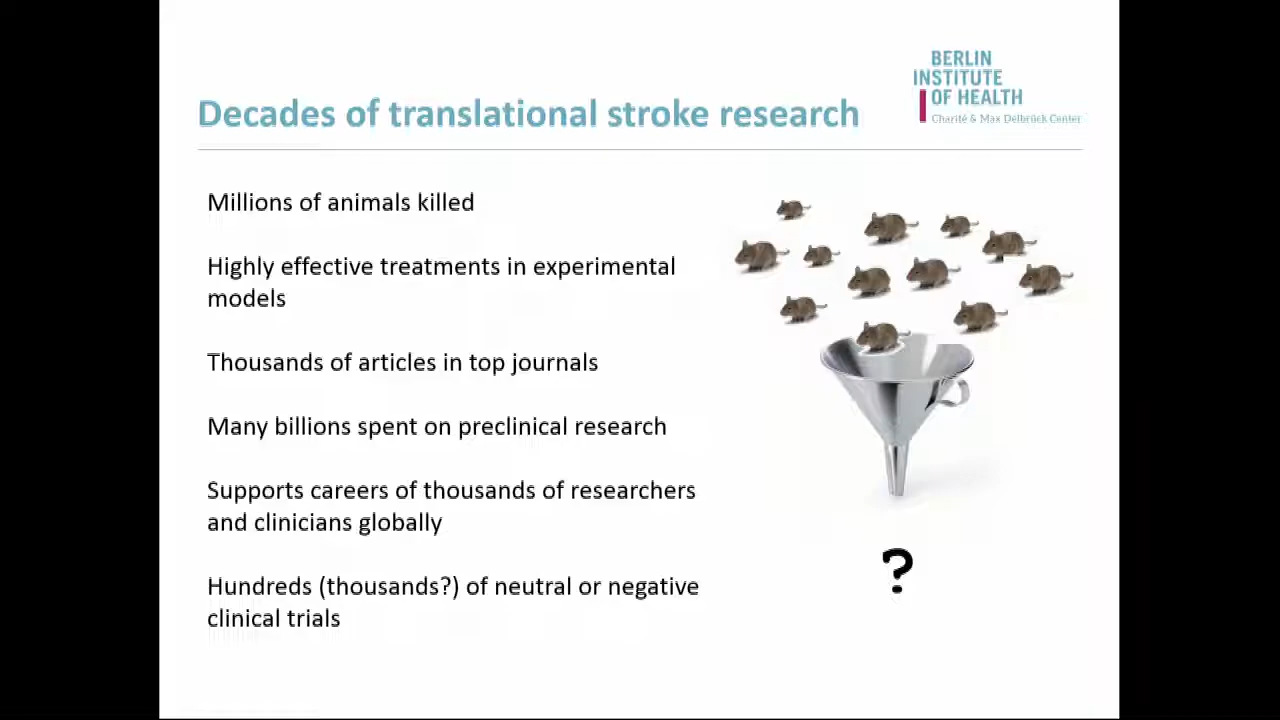 BERLIN
INSTITUTE
OF HEALTH
Charité & Max Delbrück Center
Decades of translational stroke research
Millions of animals killed
Highly effective treatments in experimental
models
Thousands of articles in top journals
Many billions spent on preclinical research
Supports careers of thousands of researchers
and clinicians globally
Hundreds (thousands?) of neutral or negative
clinical trials
?